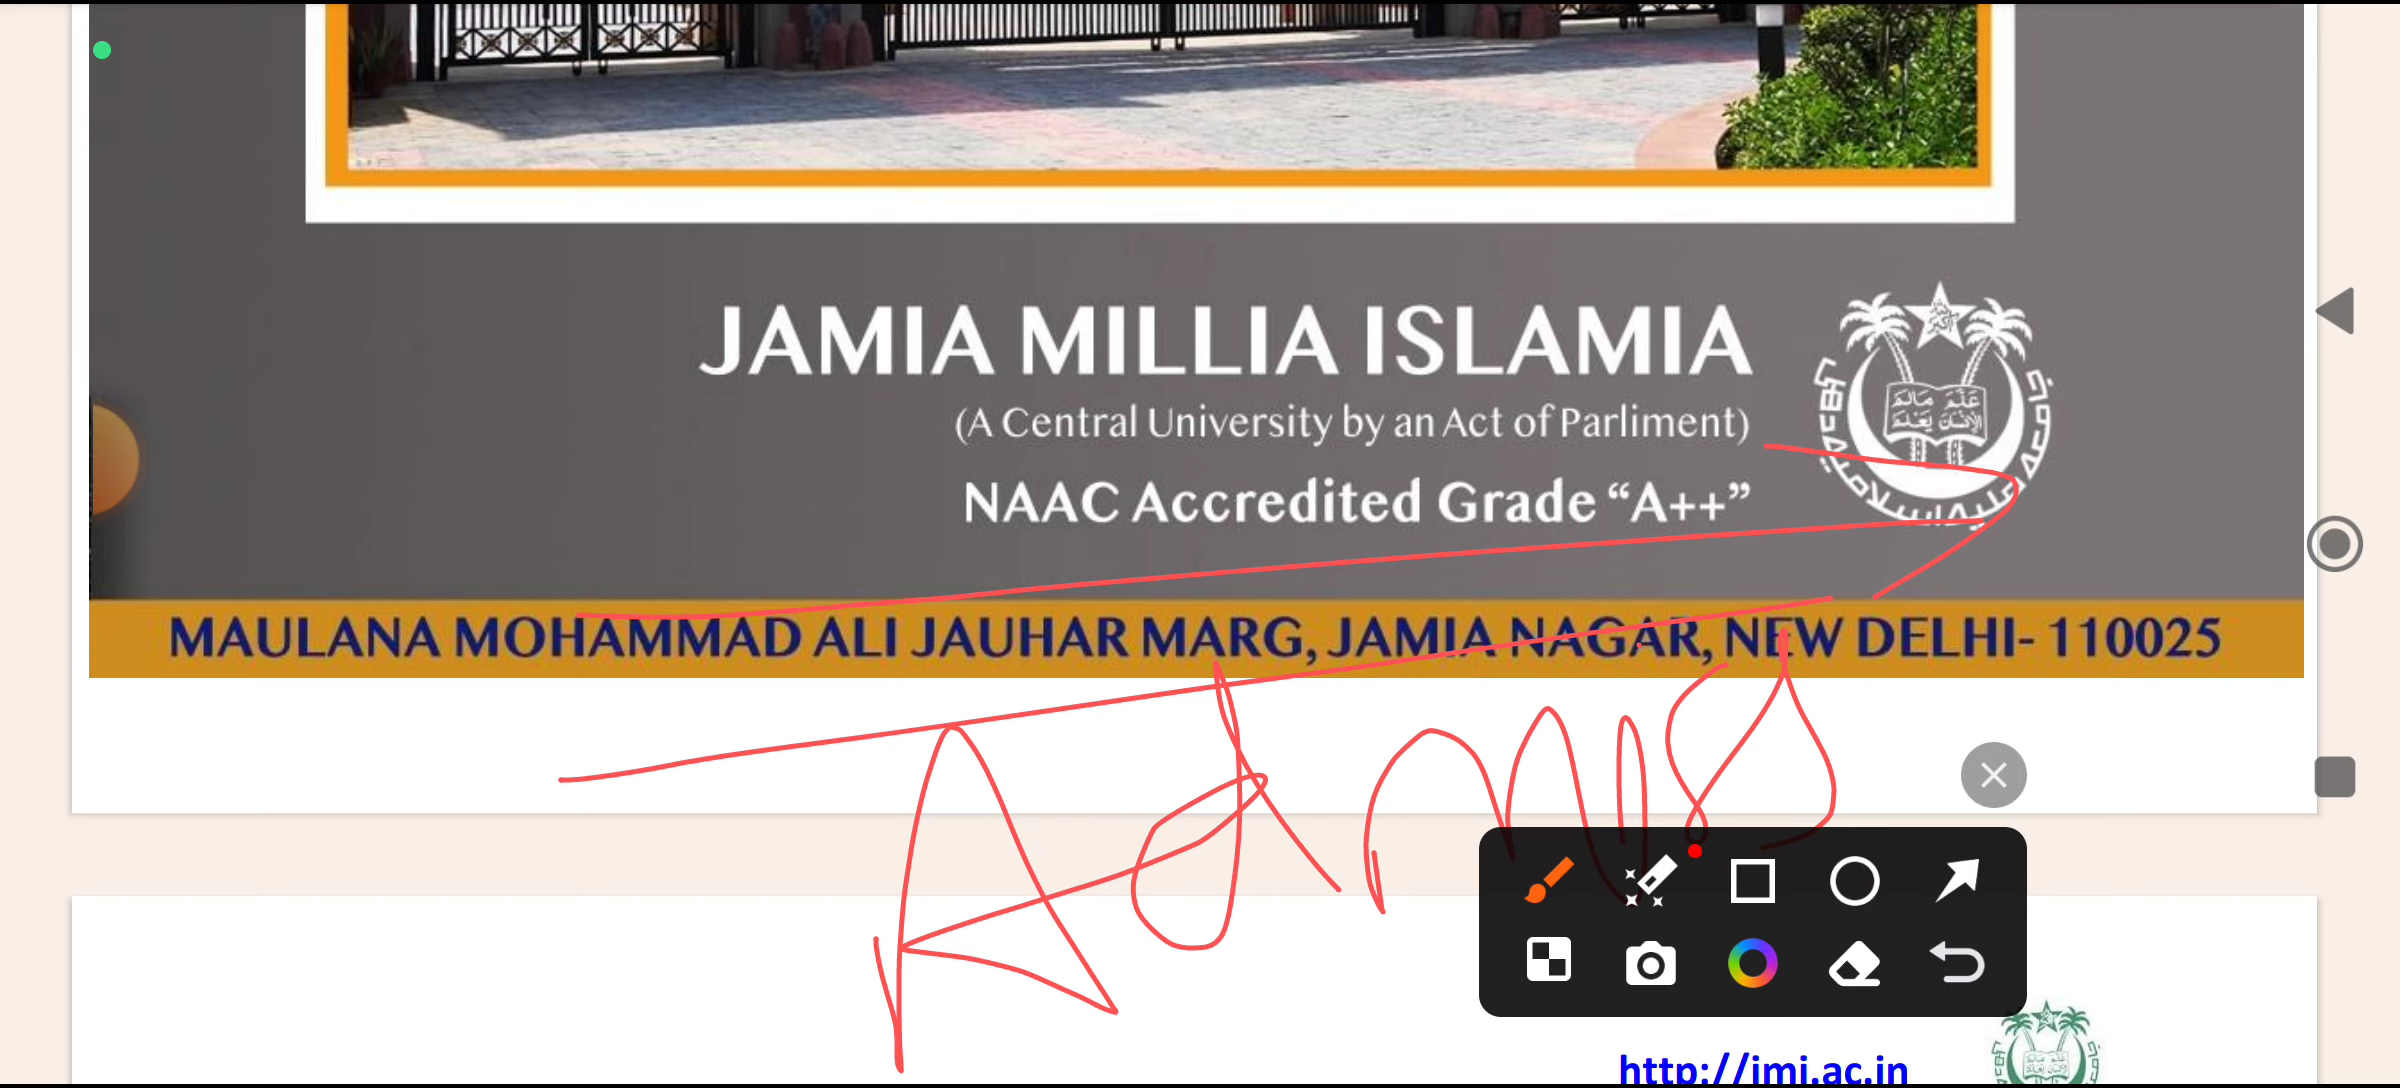 JAMIA MILLIA ISLAMIA
(A Central University by an Act of Parliment)
NAAC Accredited Grade “A++”
MAULANA MOHAMMAD ALI JAUHAR MARG, JAMIA NAGAR, NEW DELHI- 110025
http://jmi.ac.in